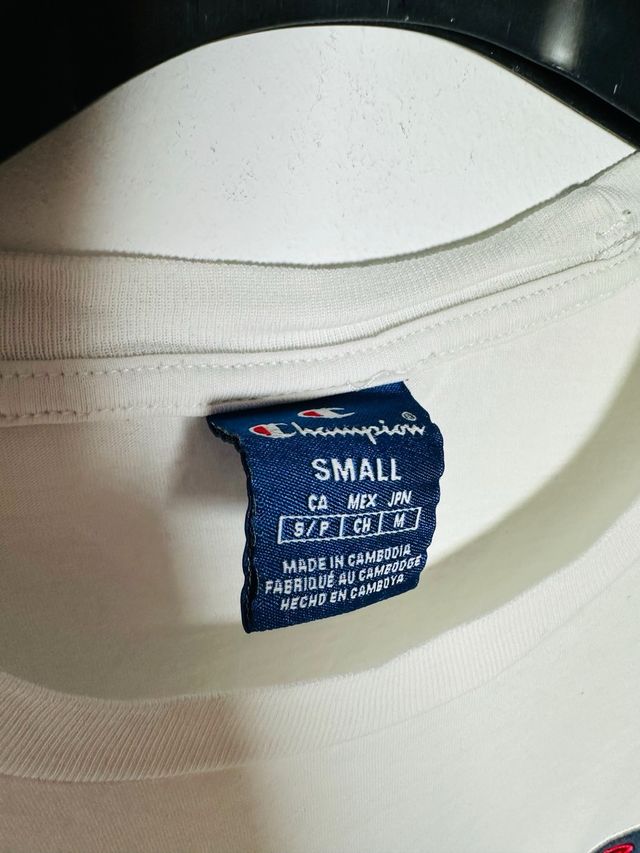 Champion®
SMALL
CA MEX JPN
S/P CH M
MADE IN CAMBODIA
FABRIQUÉ AU CAMBODGE
HECHO EN CAMBOYA